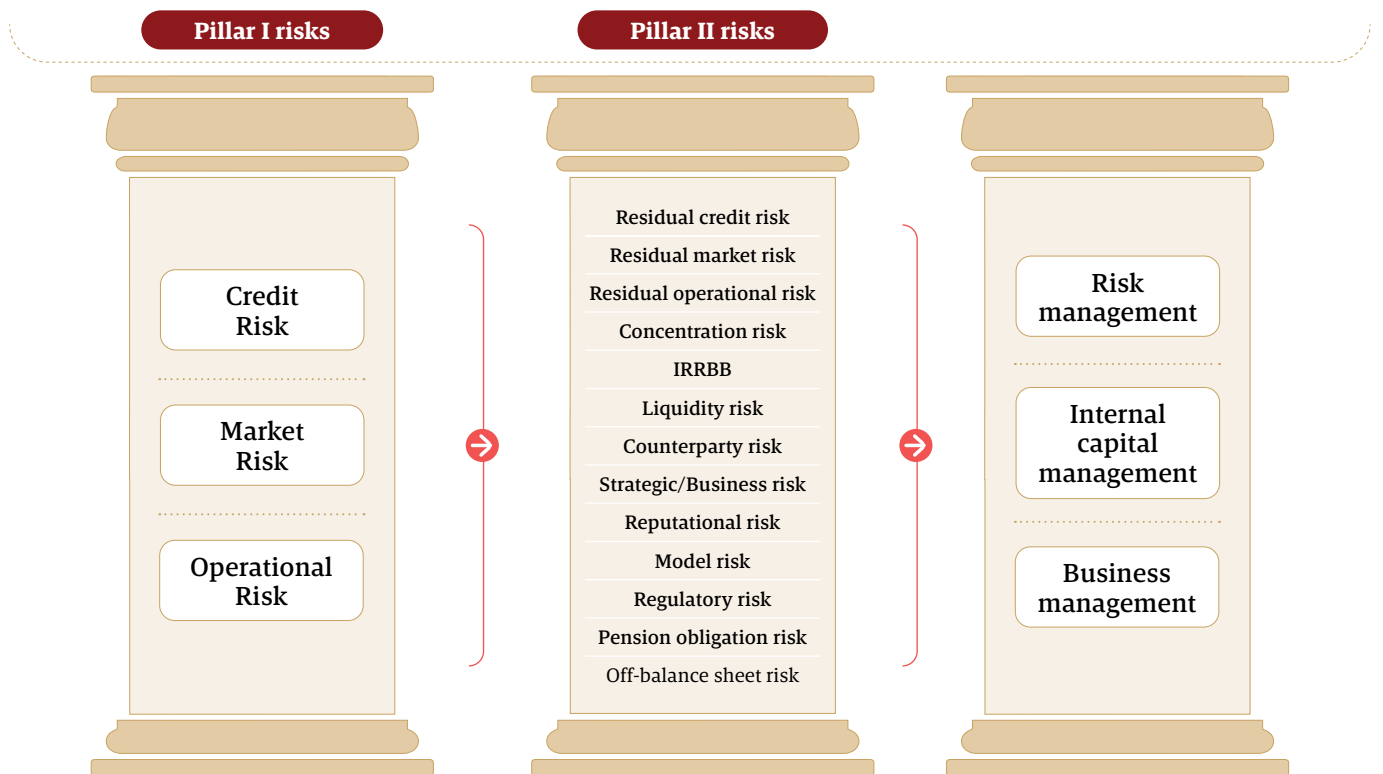 Pillar I risks
Pillar II risks
Credit
Risk
Market
Risk
Operational
Risk
Residual credit risk
Residual market risk
Residual operational risk
Concentration risk
IRRBB
Liquidity risk
Counterparty risk
Strategic/Business risk
Reputational risk
Model risk
Regulatory risk
Pension obligation risk
Off-balance sheet risk
Risk
management
Internal
capital
management
Business
management